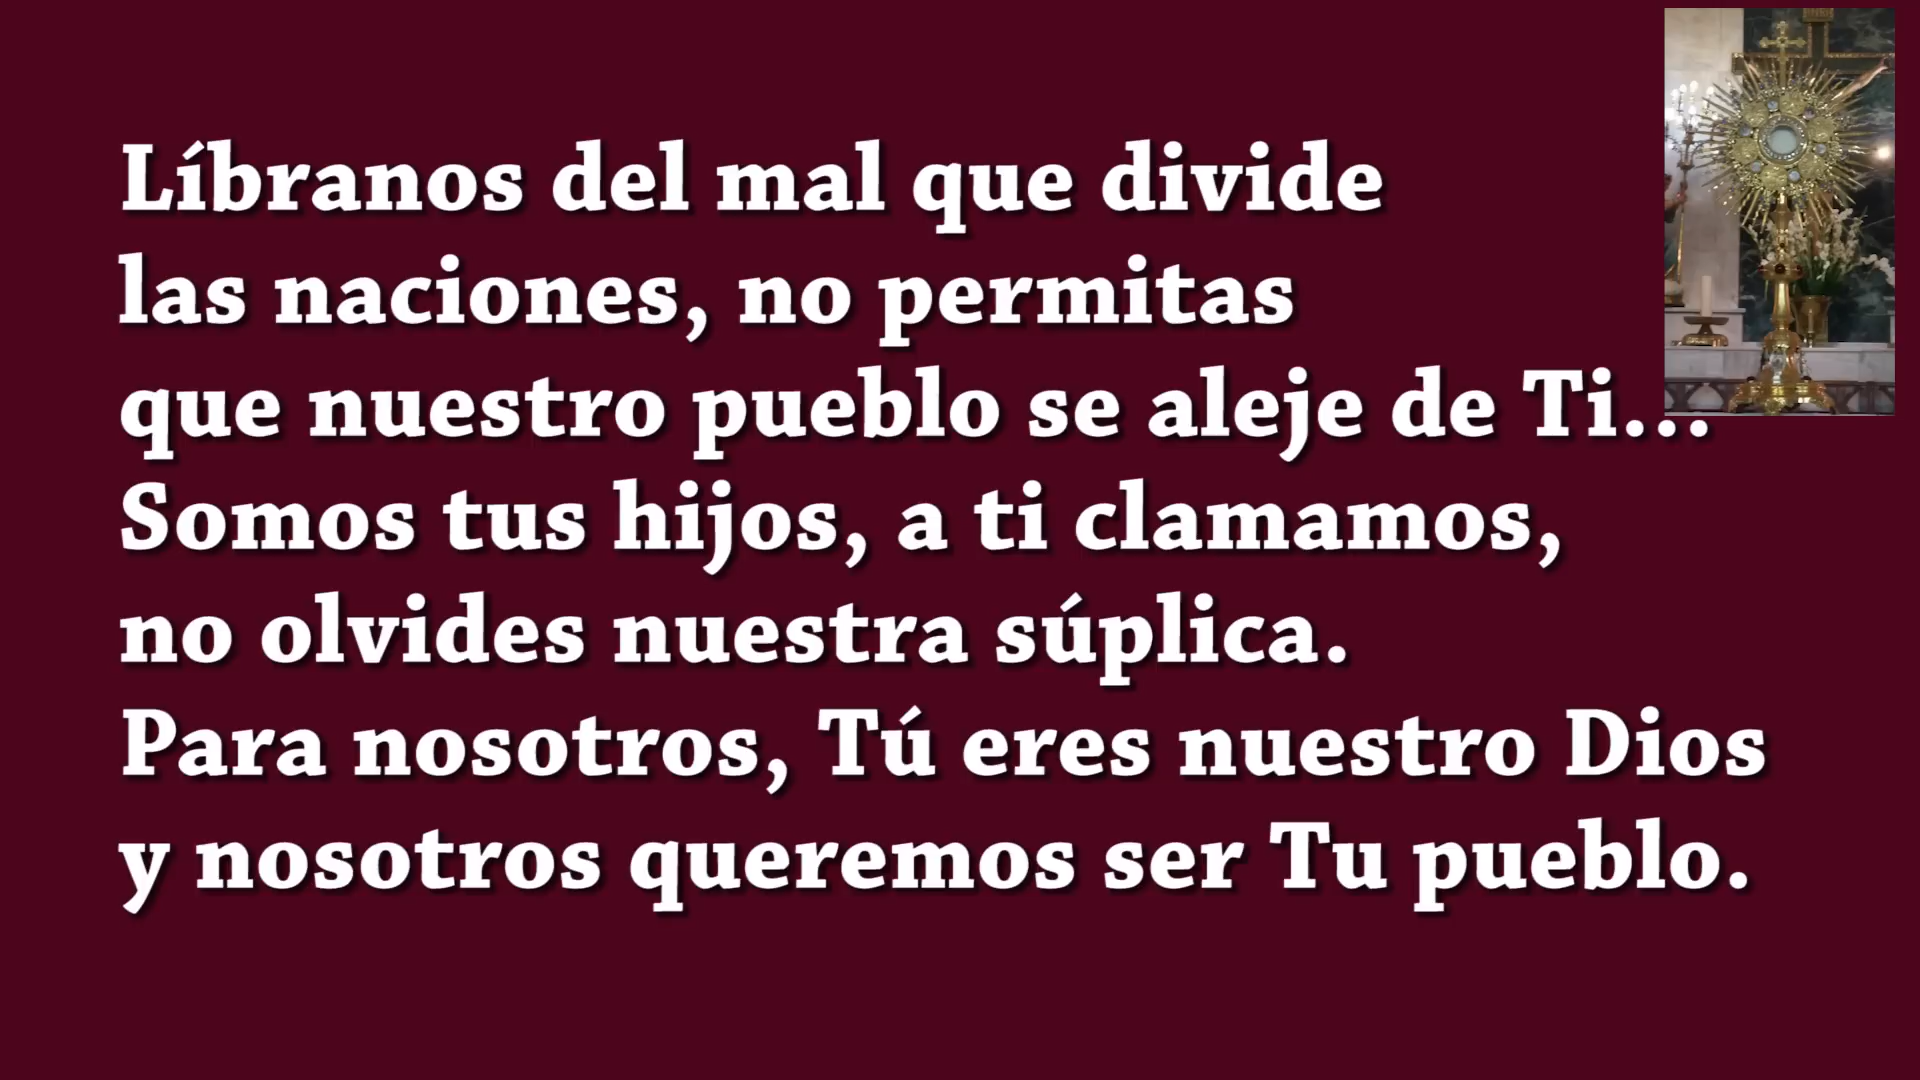 Líbranos del mal que divide
las naciones, no permitas
que nuestro pueblo se aleje de Ti...
Somos tus hijos, a ti clamamos,
no olvides nuestra súplica.
Para nosotros, Tú eres nuestro Dios
y nosotros queremos ser Tu pueblo.